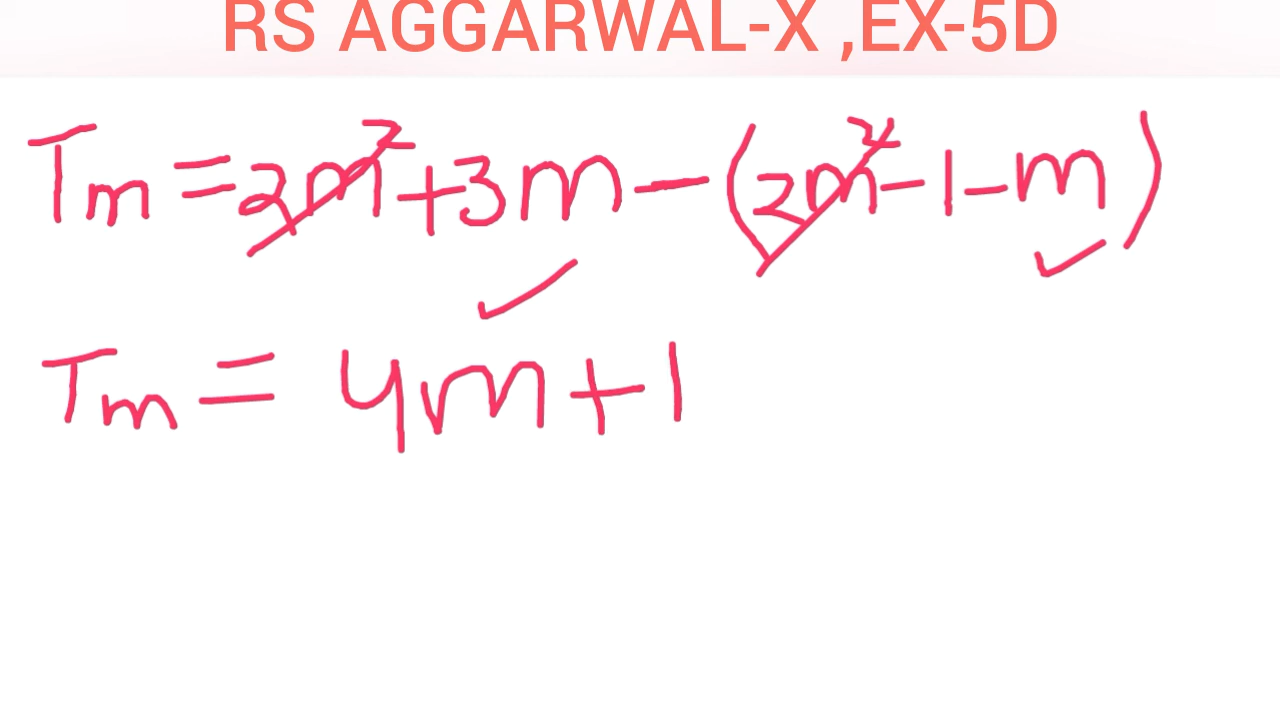 RS AGGARWAL-X ,EX-5D
Tm = 2m²+3m-(2m²-1-m)
Tm = 4m+1